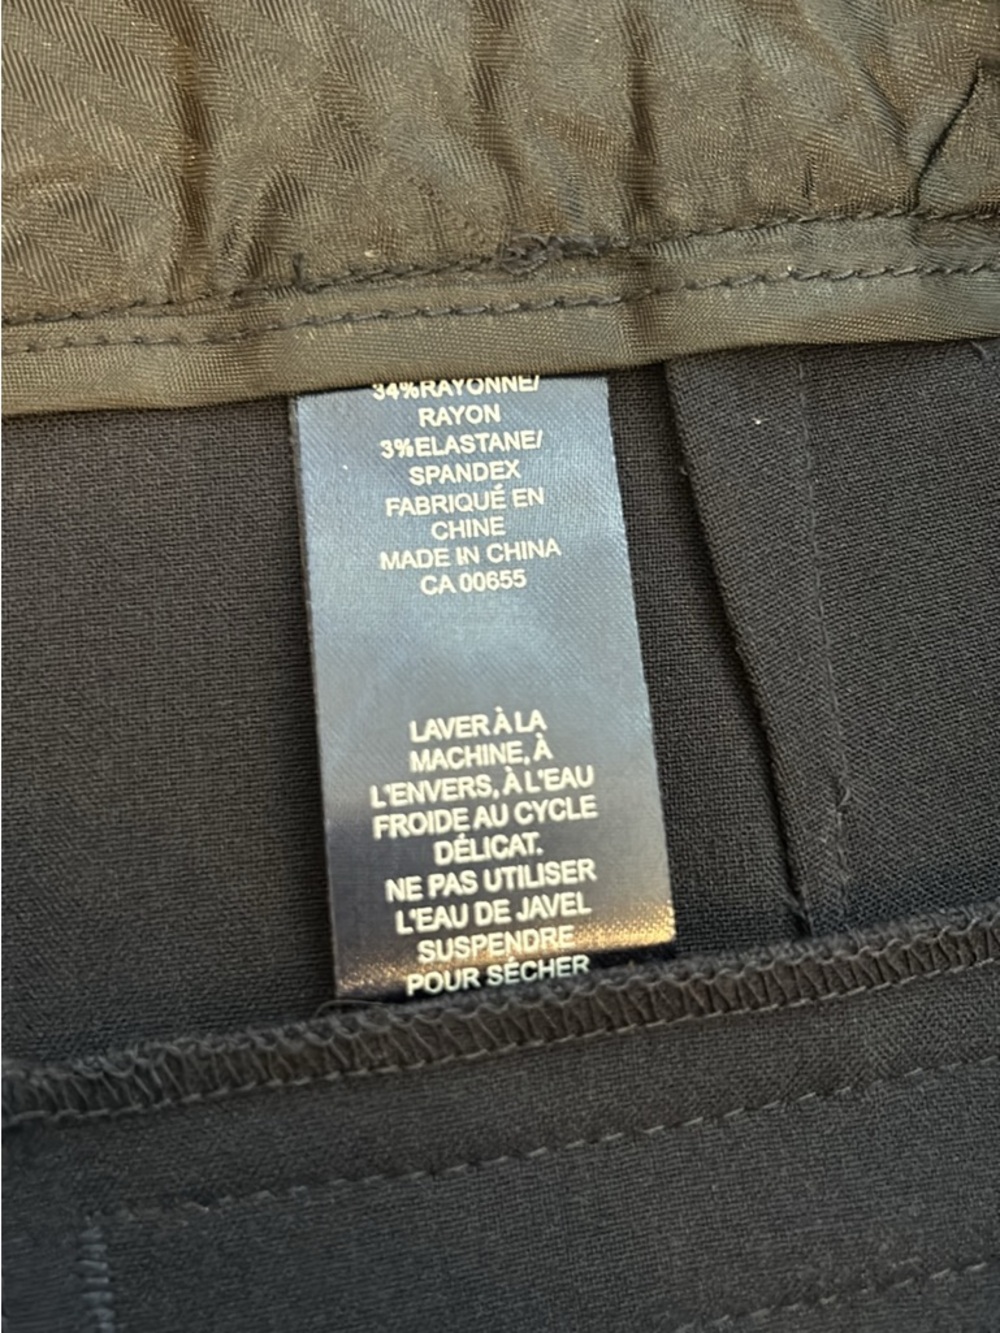 34%RAYONNE/
RAYON
3%ELASTANE/
SPANDEX
FABRIQUÉ EN
CHINE
MADE IN CHINA
CA 00655
LAVER À LA
MACHINE, À
L'ENVERS, À L'EAU
FROIDE AU CYCLE
DÉLICAT.
NE PAS UTILISER
L'EAU DE JAVEL
SUSPENDRE
POUR SÉCHER